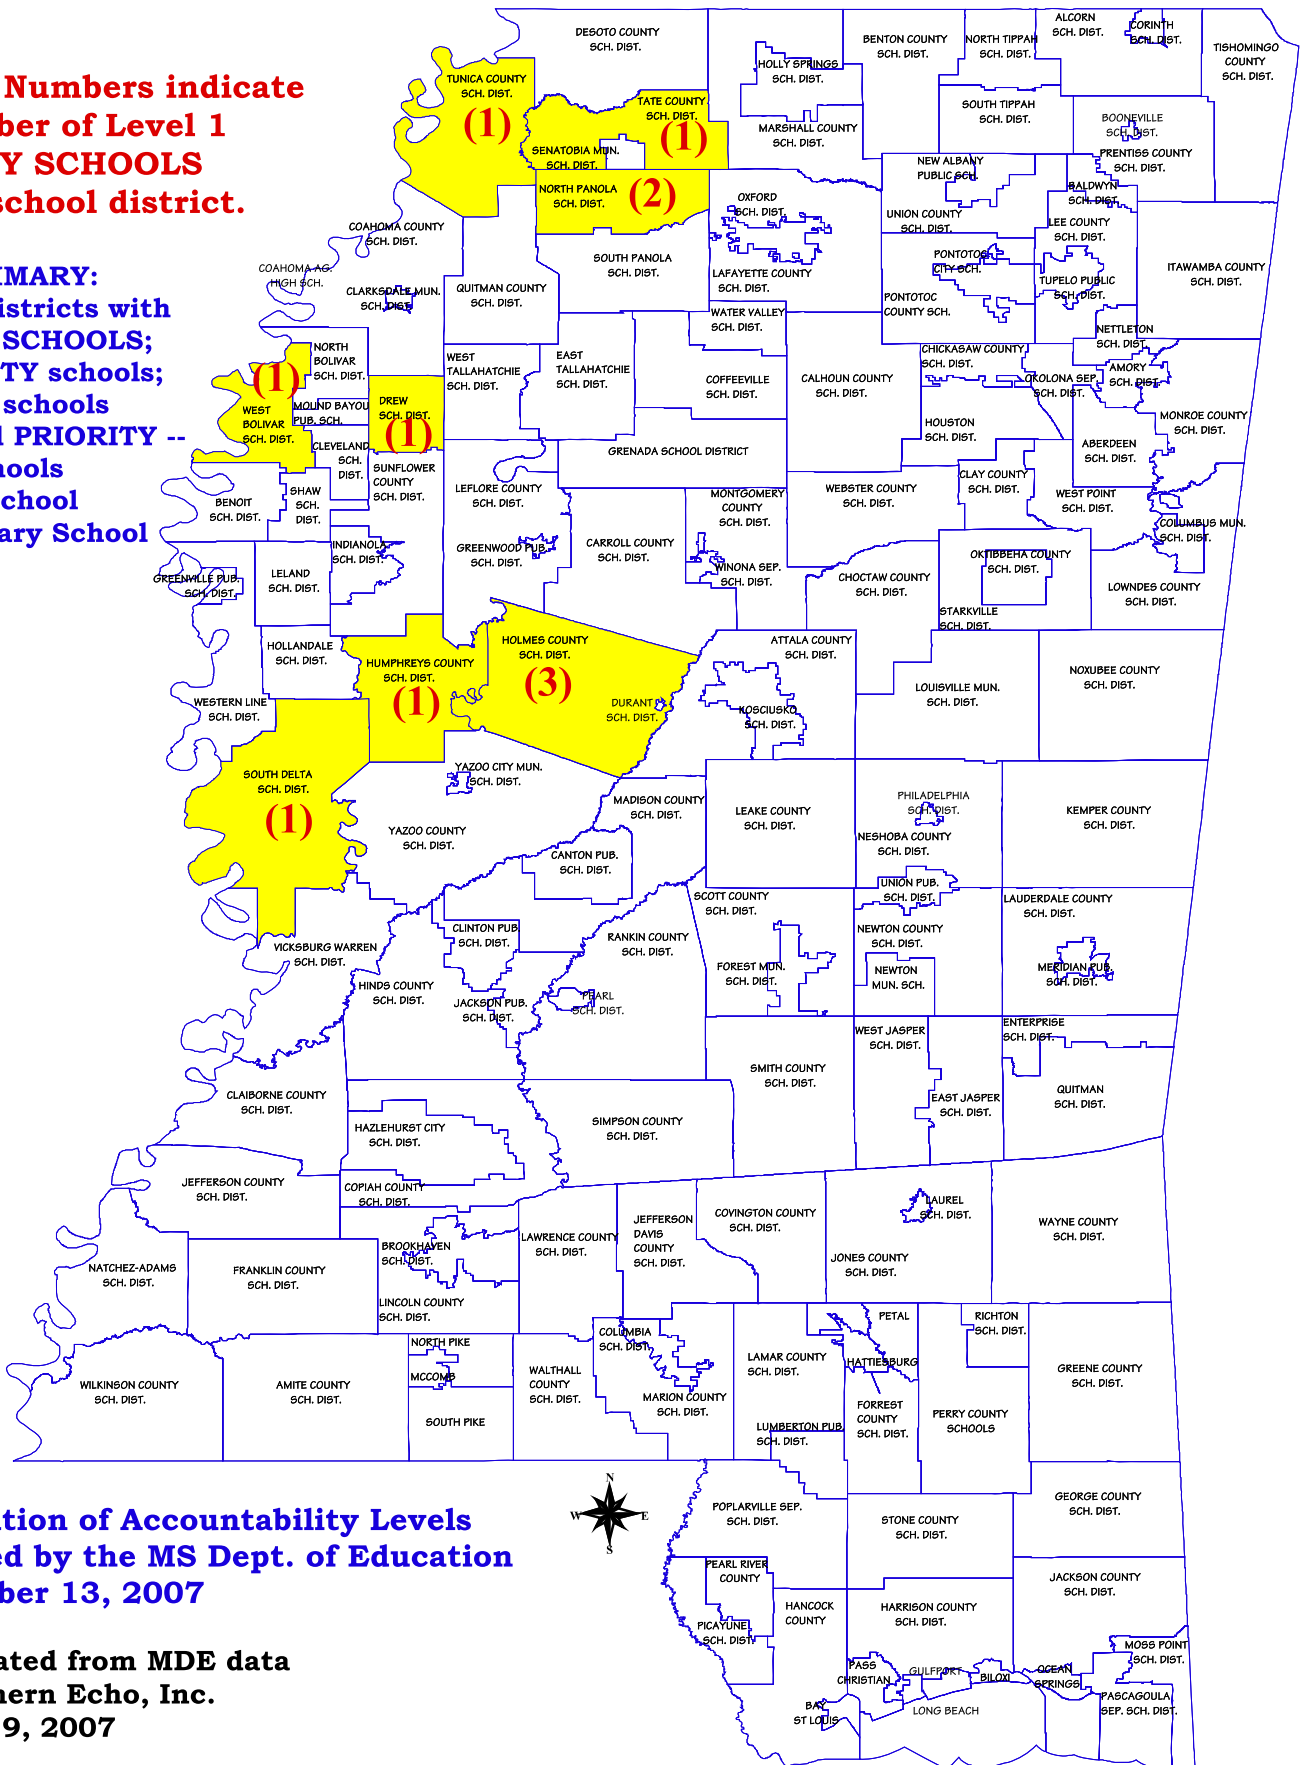 Numbers indicate
ber of Level 1
Y SCHOOLS
school district.
MMARY:
istricts with
SCHOOLS;
TY schools;
schools
l PRIORITY --
hools
chool
ary School
DESOTO COUNTY
SCH. DIST.
BENTON COUNTY
SCH. DIST.
NORTH TIPPAH
SCH. DIST.
ALCORN
SCH. DIST.
CORINTH
SCH. DIST.
TISHOMINGO
COUNTY
SCH. DIST.
HOLLY SPRINGS
SCH. DIST.
TUNICA COUNTY
SCH. DIST.
(1)
TATE COUNTY
SCH. DIST.
(1)
SOUTH TIPPAH
SCH. DIST.
BOONEVILLE
SCH. DIST.
MARSHALL COUNTY
SCH. DIST.
SENATOBIA MUN.
SCH. DIST.
PRENTISS COUNTY
SCH. DIST.
NEW ALBANY
PUBLIC SCH.
NORTH PANOLA
SCH. DIST.
(2)
BALDWYN
SCH. DIST.
OXFORD
SCH. DIST.
UNION COUNTY
SCH. DIST.
LEE COUNTY
SCH. DIST.
COAHOMA COUNTY
SCH. DIST.
SOUTH PANOLA
SCH. DIST.
PONTOTOC
CITY SCH.
COAHOMA AG.
HIGH SCH.
LAFAYETTE COUNTY
SCH. DIST.
TUPELO PUBLIC
SCH. DIST.
ITAWAMBA COUNTY
SCH. DIST.
CLARKSDALE MUN.
SCH. DIST.
QUITMAN COUNTY
SCH. DIST.
PONTOTOC
COUNTY SCH.
WATER VALLEY
SCH. DIST.
NETTLETON
SCH. DIST.
NORTH
BOLIVAR
SCH. DIST.
WEST
TALLAHATCHIE
SCH. DIST.
EAST
TALLAHATCHIE
SCH. DIST.
CHICKASAW COUNTY
SCH. DIST.
(1)
COFFEEVILLE
SCH. DIST.
CALHOUN COUNTY
SCH. DIST.
OKOLONA SEP.
SCH. DIST.
AMORY
SCH. DIST.
WEST
BOLIVAR
SCH. DIST.
MOUND BAYOU
PUB. SCH.
DREW
SCH. DIST.
(1)
HOUSTON
SCH. DIST.
MONROE COUNTY
SCH. DIST.
CLEVELAND
SCH.
DIST.
GRENADA SCHOOL DISTRICT
ABERDEEN
SCH. DIST.
SUNFLOWER
COUNTY
SCH. DIST.
BENOIT
SCH. DIST.
SHAW
SCH.
DIST.
LEFLORE COUNTY
SCH. DIST.
MONTGOMERY
COUNTY
SCH. DIST.
WEBSTER COUNTY
SCH. DIST.
CLAY COUNTY
SCH. DIST.
WEST POINT
SCH. DIST.
COLUMBUS MUN.
SCH. DIST.
INDIANOLA
SCH. DIST.
GREENWOOD PUB.
SCH. DIST.
CARROLL COUNTY
SCH. DIST.
WINONA SEP.
SCH. DIST.
CHOCTAW COUNTY
SCH. DIST.
OKTIBBEHA COUNTY
SCH. DIST.
GREENVILLE PUB.
SCH. DIST.
LELAND
SCH. DIST.
LOWNDES COUNTY
SCH. DIST.
STARKVILLE
SCH. DIST.
HOLLANDALE
SCH. DIST.
HUMPHREYS COUNTY
SCH. DIST.
(1)
HOLMES COUNTY
SCH. DIST.
(3)
ATTALA COUNTY
SCH. DIST.
NOXUBEE COUNTY
SCH. DIST.
LOUISVILLE MUN.
SCH. DIST.
WESTERN LINE
SCH. DIST.
DURANT
SCH. DIST.
KOSCIUSKO
SCH. DIST.
SOUTH DELTA
SCH. DIST.
(1)
YAZOO CITY MUN.
SCH. DIST.
MADISON COUNTY
SCH. DIST.
LEAKE COUNTY
SCH. DIST.
PHILADELPHIA
SCH. DIST.
KEMPER COUNTY
SCH. DIST.
YAZOO COUNTY
SCH. DIST.
NESHOBA COUNTY
SCH. DIST.
CANTON PUB.
SCH. DIST.
UNION PUB.
SCH. DIST.
SCOTT COUNTY
SCH. DIST.
LAUDERDALE COUNTY
SCH. DIST.
CLINTON PUB.
SCH. DIST.
RANKIN COUNTY
SCH. DIST.
NEWTON COUNTY
SCH. DIST.
VICKSBURG WARREN
SCH. DIST.
FOREST MUN.
SCH. DIST.
NEWTON
MUN. SCH.
MERIDIAN PUB.
SCH. DIST.
HINDS COUNTY
SCH. DIST.
JACKSON PUB.
SCH. DIST.
PEARL
SCH. DIST.
WEST JASPER
SCH. DIST.
ENTERPRISE
SCH. DIST.
SMITH COUNTY
SCH. DIST.
CLAIBORNE COUNTY
SCH. DIST.
EAST JASPER
SCH. DIST.
QUITMAN
SCH. DIST.
HAZLEHURST CITY
SCH. DIST.
SIMPSON COUNTY
SCH. DIST.
JEFFERSON COUNTY
SCH. DIST.
COPIAH COUNTY
SCH. DIST.
LAUREL
SCH. DIST.
JEFFERSON
DAVIS
COUNTY
SCH. DIST.
COVINGTON COUNTY
SCH. DIST.
WAYNE COUNTY
SCH. DIST.
LAWRENCE COUNTY
SCH. DIST.
BROOKHAVEN
SCH. DIST.
JONES COUNTY
SCH. DIST.
NATCHEZ-ADAMS
SCH. DIST.
FRANKLIN COUNTY
SCH. DIST.
LINCOLN COUNTY
SCH. DIST.
PETAL
RICHTON
SCH. DIST.
COLUMBIA
SCH. DIST.
NORTH PIKE
LAMAR COUNTY
SCH. DIST.
HATTIESBURG
GREENE COUNTY
SCH. DIST.
WILKINSON COUNTY
SCH. DIST.
AMITE COUNTY
SCH. DIST.
MCCOMB
WALTHALL
COUNTY
SCH. DIST.
MARION COUNTY
SCH. DIST.
FORREST
COUNTY
SCH. DIST.
PERRY COUNTY
SCHOOLS
SOUTH PIKE
LUMBERTON PUB.
SCH. DIST.
N
W E
S
POPLARVILLE SEP.
SCH. DIST.
STONE COUNTY
SCH. DIST.
GEORGE COUNTY
SCH. DIST.
PEARL RIVER
COUNTY
JACKSON COUNTY
SCH. DIST.
HANCOCK
COUNTY
HARRISON COUNTY
SCH. DIST.
PICAYUNE
SCH. DIST.
MOSS POINT
SCH. DIST.
PASS
CHRISTIAN
GULFPORT
BILOXI
OCEAN
SPRINGS
BAY
ST LOUIS
LONG BEACH
PASCAGOULA
SEP. SCH. DIST.
ation of Accountability Levels
ed by the MS Dept. of Education
ber 13, 2007
ated from MDE data
hern Echo, Inc.
9, 2007